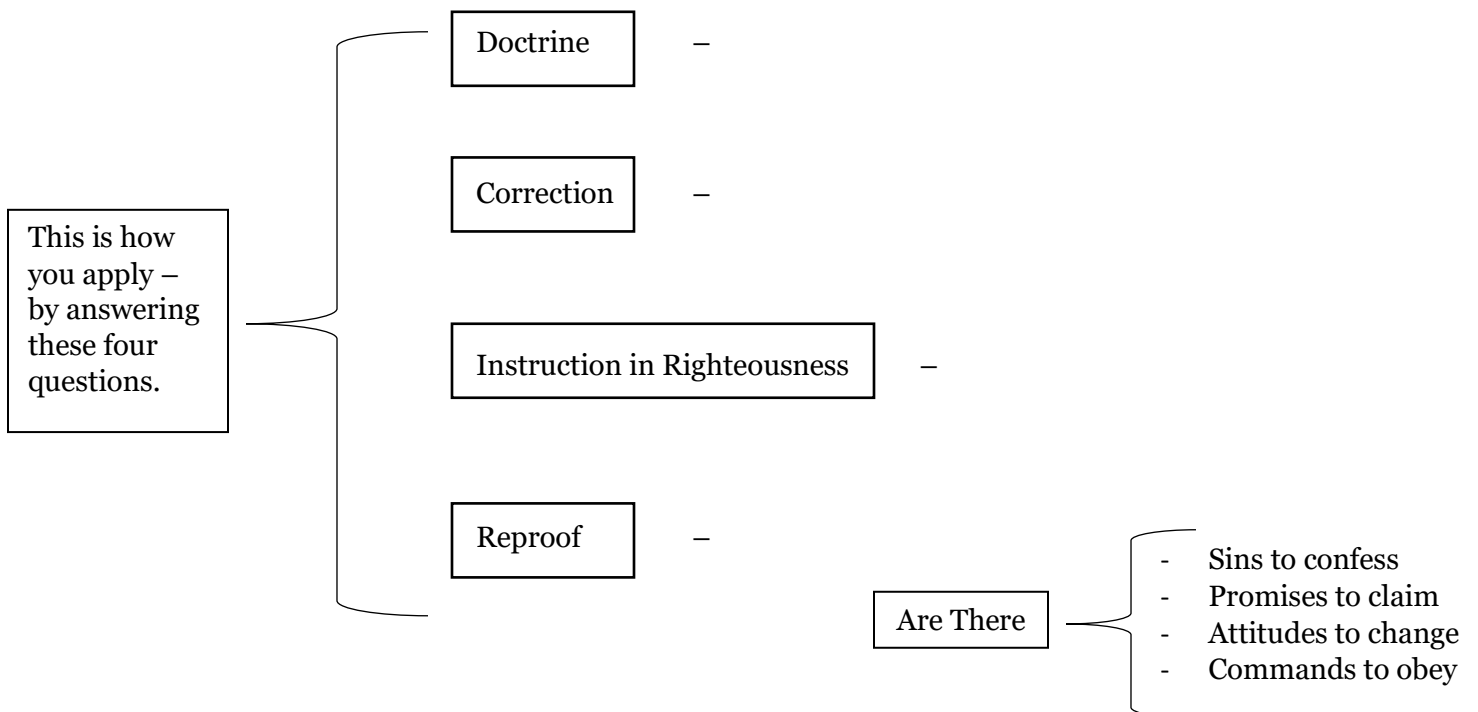 Doctrine –
Correction –
This is how
you apply –
by answering
these four
questions.
Instruction in Righteousness –
Reproof –
Are There
- Sins to confess
- Promises to claim
- Attitudes to change
- Commands to obey